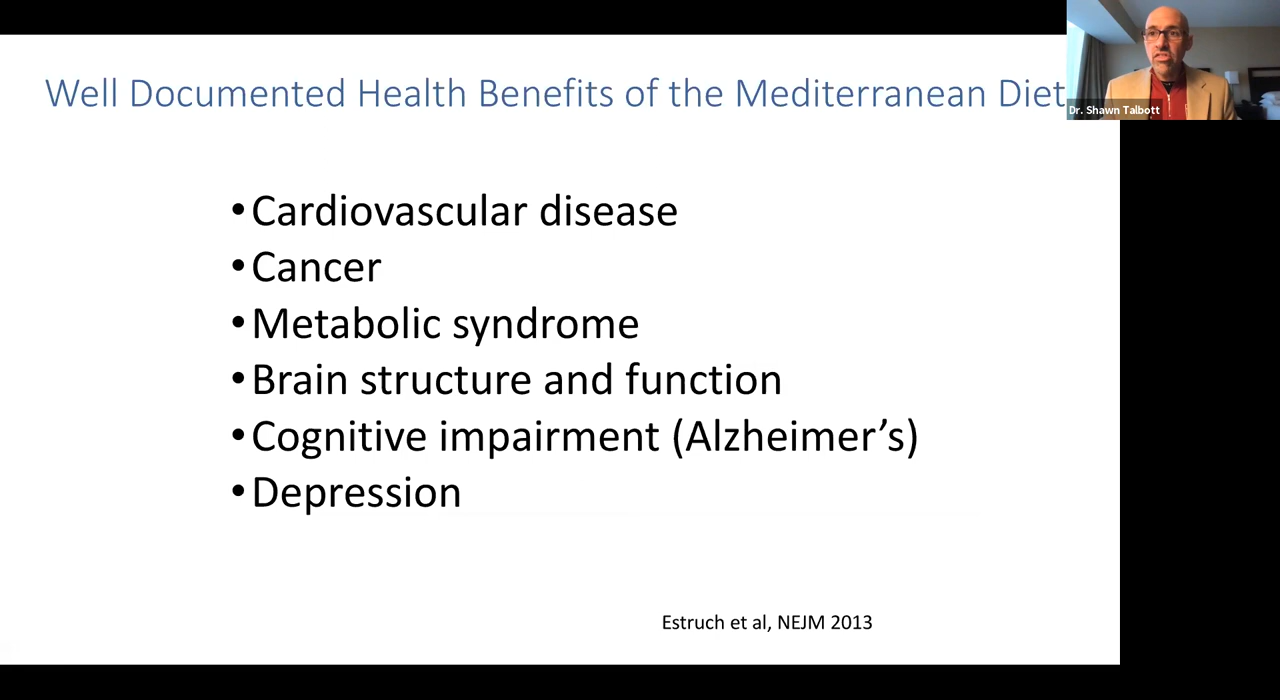 Well Documented Health Benefits of the Mediterranean Diet
Dr. Shawn Talbott
•Cardiovascular disease
•Cancer
•Metabolic syndrome
•Brain structure and function
•Cognitive impairment (Alzheimer’s)
•Depression
Estruch et al, NEJM 2013